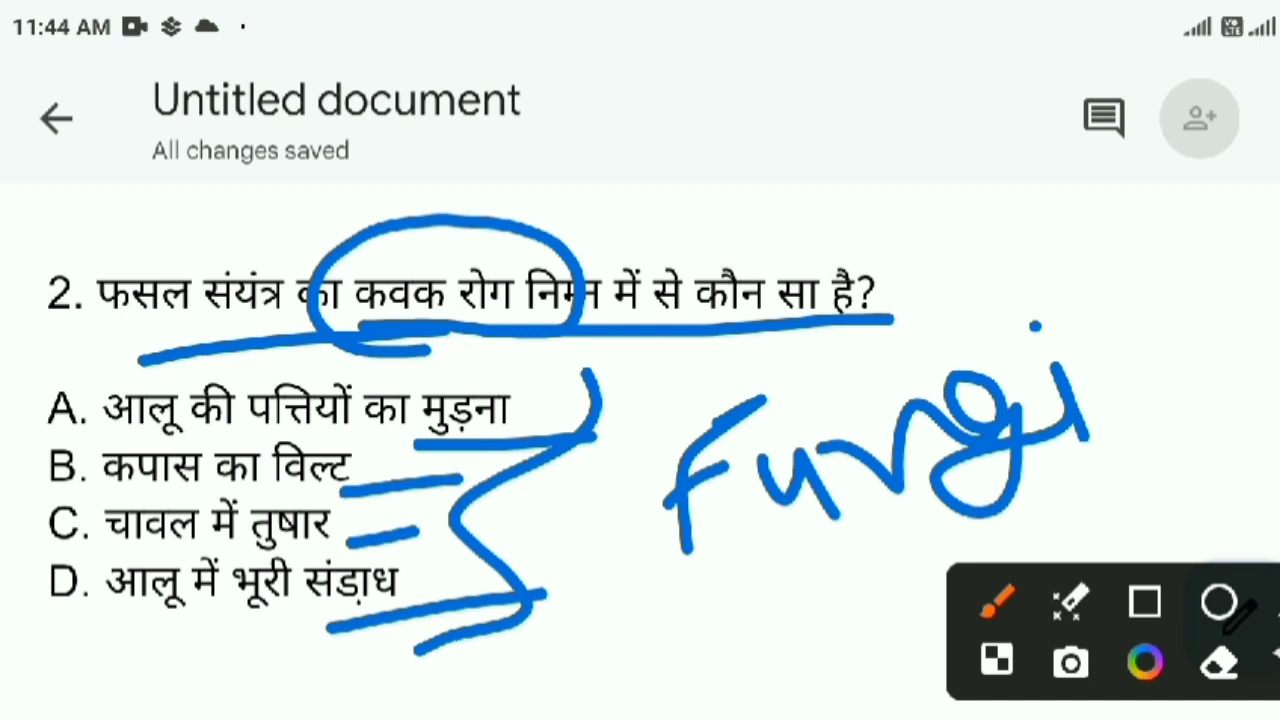 11:44 AM
Untitled document
All changes saved
2. फसल संयंत्र का कवक रोग निम्न में से कौन सा है?
A. आलू की पत्तियों का मुड़ना
B. कपास का विल्ट
C. चावल में तुषार
D. आलू में भूरी संड़ाध
Fungi